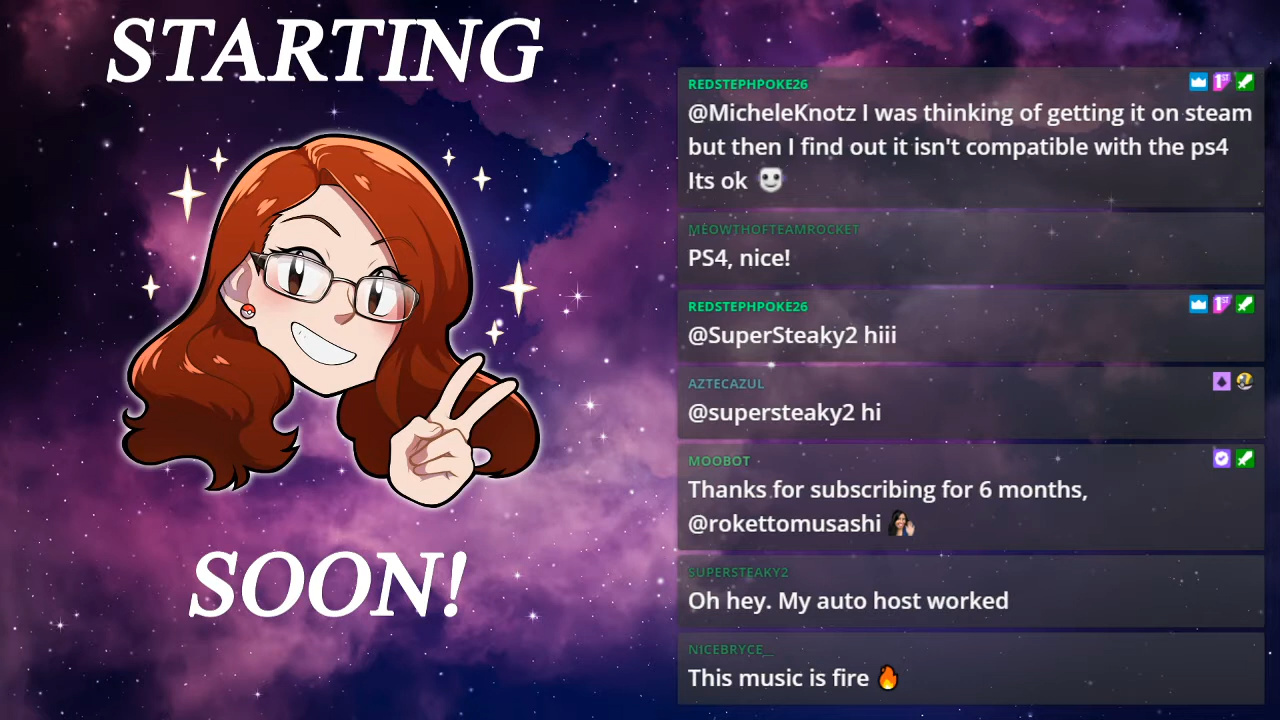 STARTING
SOON!
REDSTEPHPOKE26
@MicheleKnotz I was thinking of getting it on steam
but then I find out it isn't compatible with the ps4
Its ok
MEOWTHOFTEAMROCKET
PS4, nice!
REDSTEPHPOKE26
@SuperSteaky2 hiii
AZTECAZUL
@supersteaky2 hi
MOOBOT
Thanks for subscribing for 6 months,
@rokettomusashi
SUPERSTEAKY2
Oh hey. My auto host worked
NICEBRYCE__
This music is fire 🔥